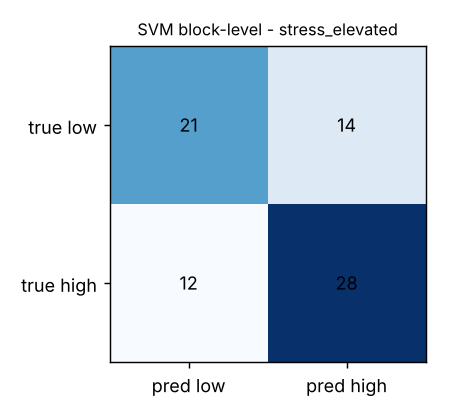 SVM block-level - stress_elevated
true low
21
14
true high
12
28
pred low
pred high